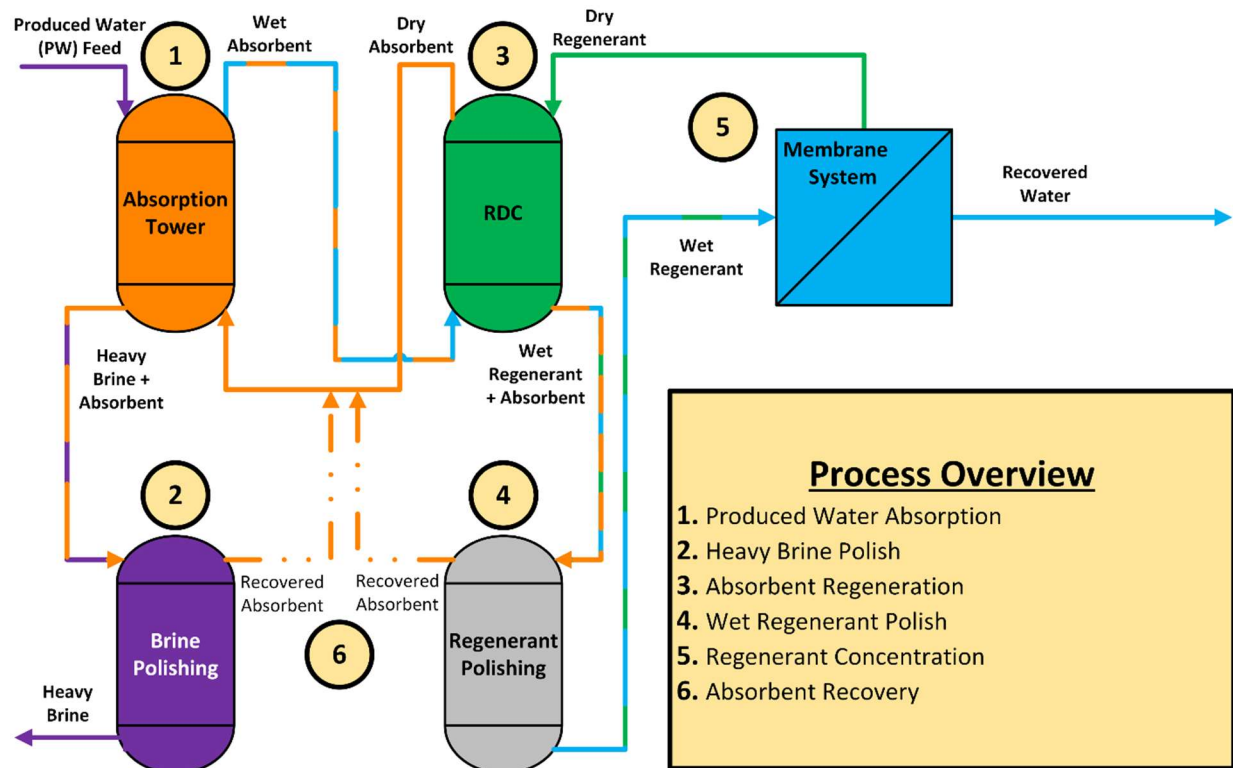 Produced Water
(PW) Feed
1
Wet
Absorbent
Dry
Absorbent
3
Dry
Regenerant
5
Membrane
System
Recovered
Water
Absorption
Tower
RDC
Wet
Regenerant
Heavy
Brine +
Absorbent
Wet
Regenerant
+ Absorbent
2
4
Recovered
Absorbent
Recovered
Absorbent
6
Brine
Polishing
Regenerant
Polishing
Heavy
Brine
Process Overview
1. Produced Water Absorption
2. Heavy Brine Polish
3. Absorbent Regeneration
4. Wet Regenerant Polish
5. Regenerant Concentration
6. Absorbent Recovery